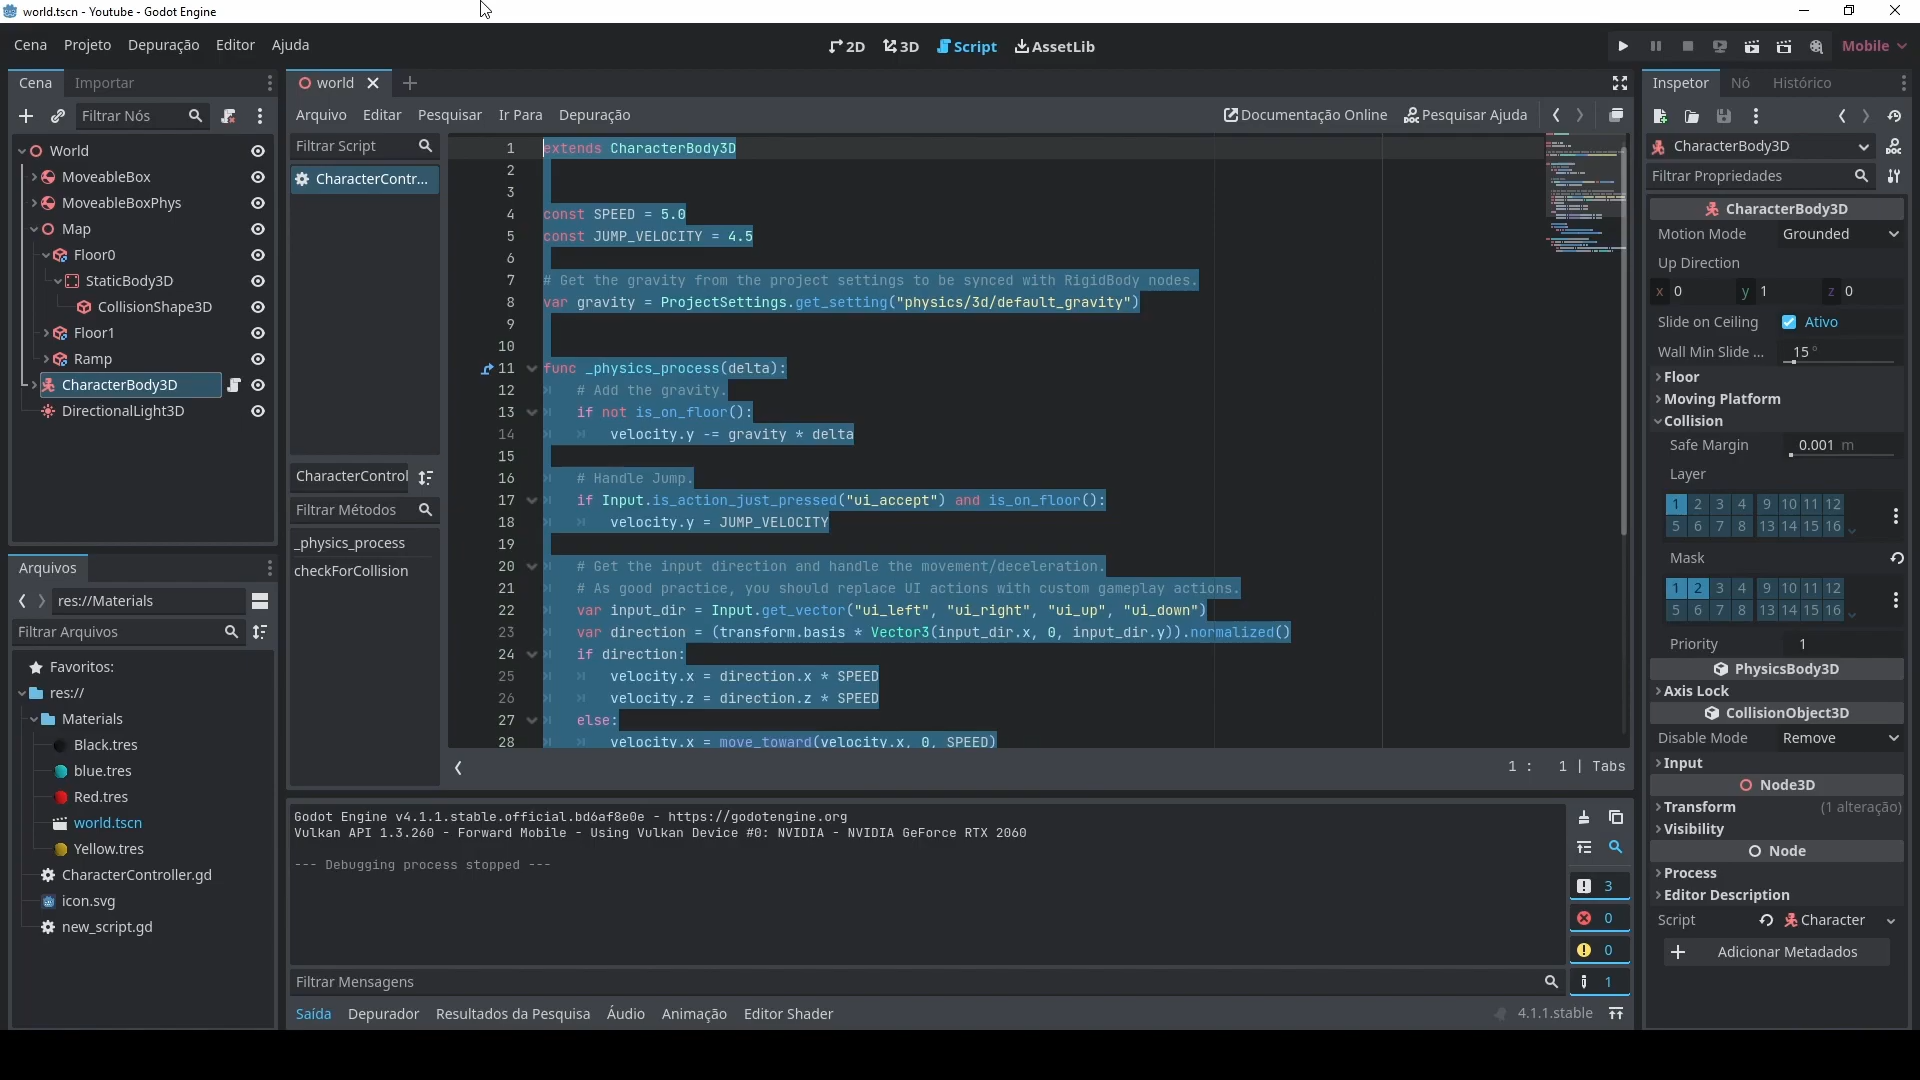 world.tscn - Youtube - Godot Engine
Cena Projeto Depuração Editor Ajuda
2D 3D Script AssetLib
Mobile
Cena Importar
Filtrar Nós
World
MoveableBox
MoveableBoxPhys
Map
Floor0
StaticBody3D
CollisionShape3D
Floor1
Ramp
CharacterBody3D
DirectionalLight3D
Arquivos
res://Materials
Filtrar Arquivos
Favoritos:
res://
Materials
Black.tres
blue.tres
Red.tres
world.tscn
Yellow.tres
CharacterController.gd
icon.svg
new_script.gd
world
Arquivo Editar Pesquisar Ir Para Depuração
Documentação Online Pesquisar Ajuda
Filtrar Script
CharacterContr...
CharacterControl
Filtrar Métodos
_physics_process
checkForCollision
1 extends CharacterBody3D
2
3
4 const SPEED = 5.0
5 const JUMP_VELOCITY = 4.5
6
7 # Get the gravity from the project settings to be synced with RigidBody nodes.
8 var gravity = ProjectSettings.get_setting("physics/3d/default_gravity")
9
10
11 func _physics_process(delta):
12 # Add the gravity.
13 if not is_on_floor():
14 velocity.y -= gravity * delta
15
16 # Handle Jump.
17 if Input.is_action_just_pressed("ui_accept") and is_on_floor():
18 velocity.y = JUMP_VELOCITY
19
20 # Get the input direction and handle the movement/deceleration.
21 # As good practice, you should replace UI actions with custom gameplay actions.
22 var input_dir = Input.get_vector("ui_left", "ui_right", "ui_up", "ui_down")
23 var direction = (transform.basis * Vector3(input_dir.x, 0, input_dir.y)).normalized()
24 if direction:
25 velocity.x = direction.x * SPEED
26 velocity.z = direction.z * SPEED
27 else:
28 velocity.x = move_toward(velocity.x, 0, SPEED)
1 : 1 | Tabs
Godot Engine v4.1.1.stable.official.bd6af8e0e - https://godotengine.org
Vulkan API 1.3.260 - Forward Mobile - Using Vulkan Device #0: NVIDIA - NVIDIA GeForce RTX 2060
--- Debugging process stopped ---
3
0
0
1
Filtrar Mensagens
Saída Depurador Resultados da Pesquisa Áudio Animação Editor Shader
4.1.1.stable
Inspetor Nó Histórico
CharacterBody3D
Filtrar Propriedades
CharacterBody3D
Motion Mode Grounded
Up Direction
x 0 y 1 z 0
Slide on Ceiling Ativo
Wall Min Slide ... 15 °
Floor
Moving Platform
Collision
Safe Margin 0.001 m
Layer
1 2 3 4 9 10 11 12
5 6 7 8 13 14 15 16
Mask
1 2 3 4 9 10 11 12
5 6 7 8 13 14 15 16
Priority 1
PhysicsBody3D
Axis Lock
CollisionObject3D
Disable Mode Remove
Input
Node3D
Transform (1 alteração)
Visibility
Node
Process
Editor Description
Script Character
Adicionar Metadados